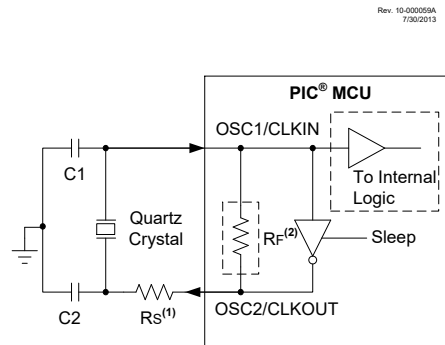 Rev. 10-000059A
7/30/2013
PIC® MCU
OSC1/CLKIN
C1
To Internal
Logic
Quartz
Crystal
RF(2)
Sleep
C2
RS(1)
OSC2/CLKOUT